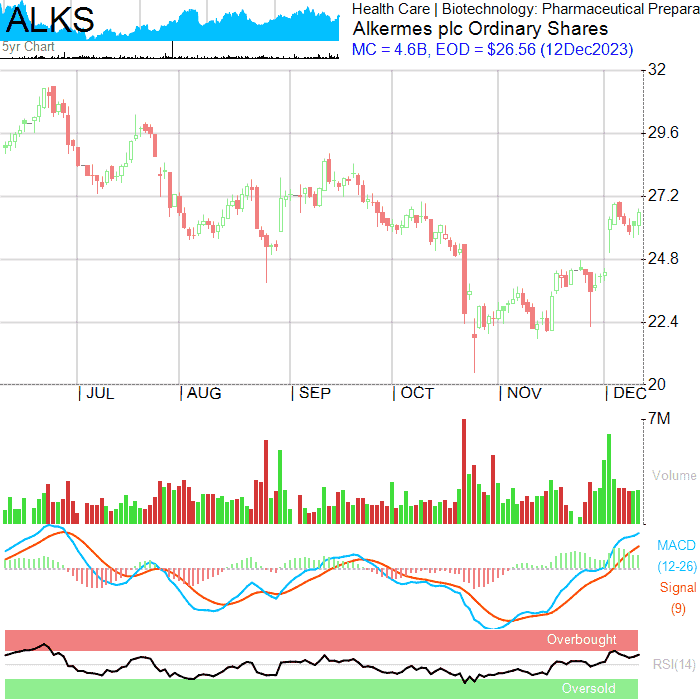 ALKS
5yr Chart
Health Care | Biotechnology: Pharmaceutical Prepara
Alkermes plc Ordinary Shares
MC = 4.6B, EOD = $26.56 (12Dec2023)
32
29.6
27.2
24.8
22.4
20
JUL AUG SEP OCT NOV DEC
7M
Volume
MACD
(12-26)
Signal
(9)
Overbought
RSI(14)
Oversold